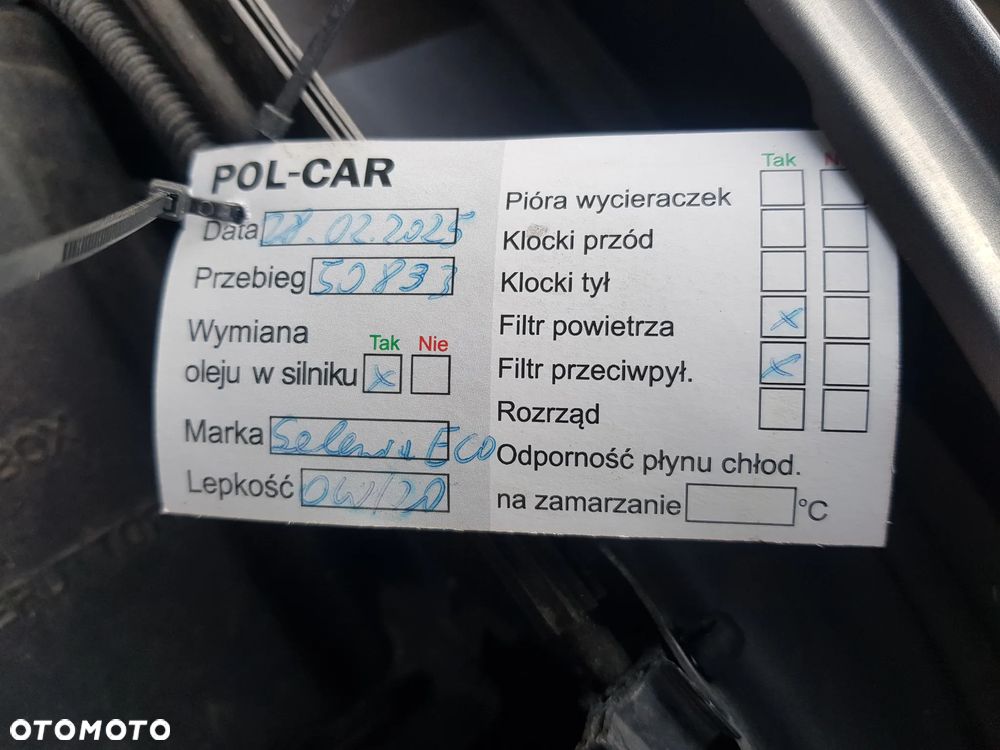 POL-CAR
Data 28.02.2025
Przebieg 50833
Wymiana
Tak Nie
oleju w silniku x
Marka Selenia ECO
Lepkość 0W/20
Tak
Pióra wycieraczek
Klocki przód
Klocki tył
Filtr powietrza x
Filtr przeciwpył. x
Rozrząd
Odporność płynu chłod.
na zamarzanie °C
OTOMOTO